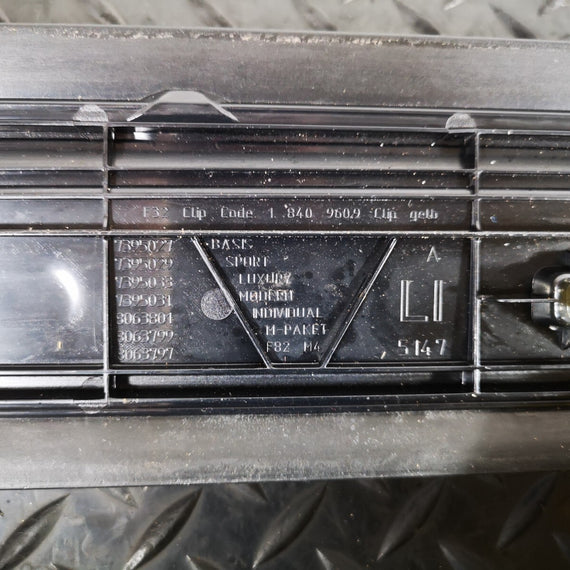 F32 Clip Code 1 840 960.9 Clip gelb
7395027 BASIS
7395029 SPORT
7395033 LUXURY
7395031 MODERN
8063801 INDIVIDUAL
8063799 M-PAKET
8063797 F82 M4
A
LI
5147